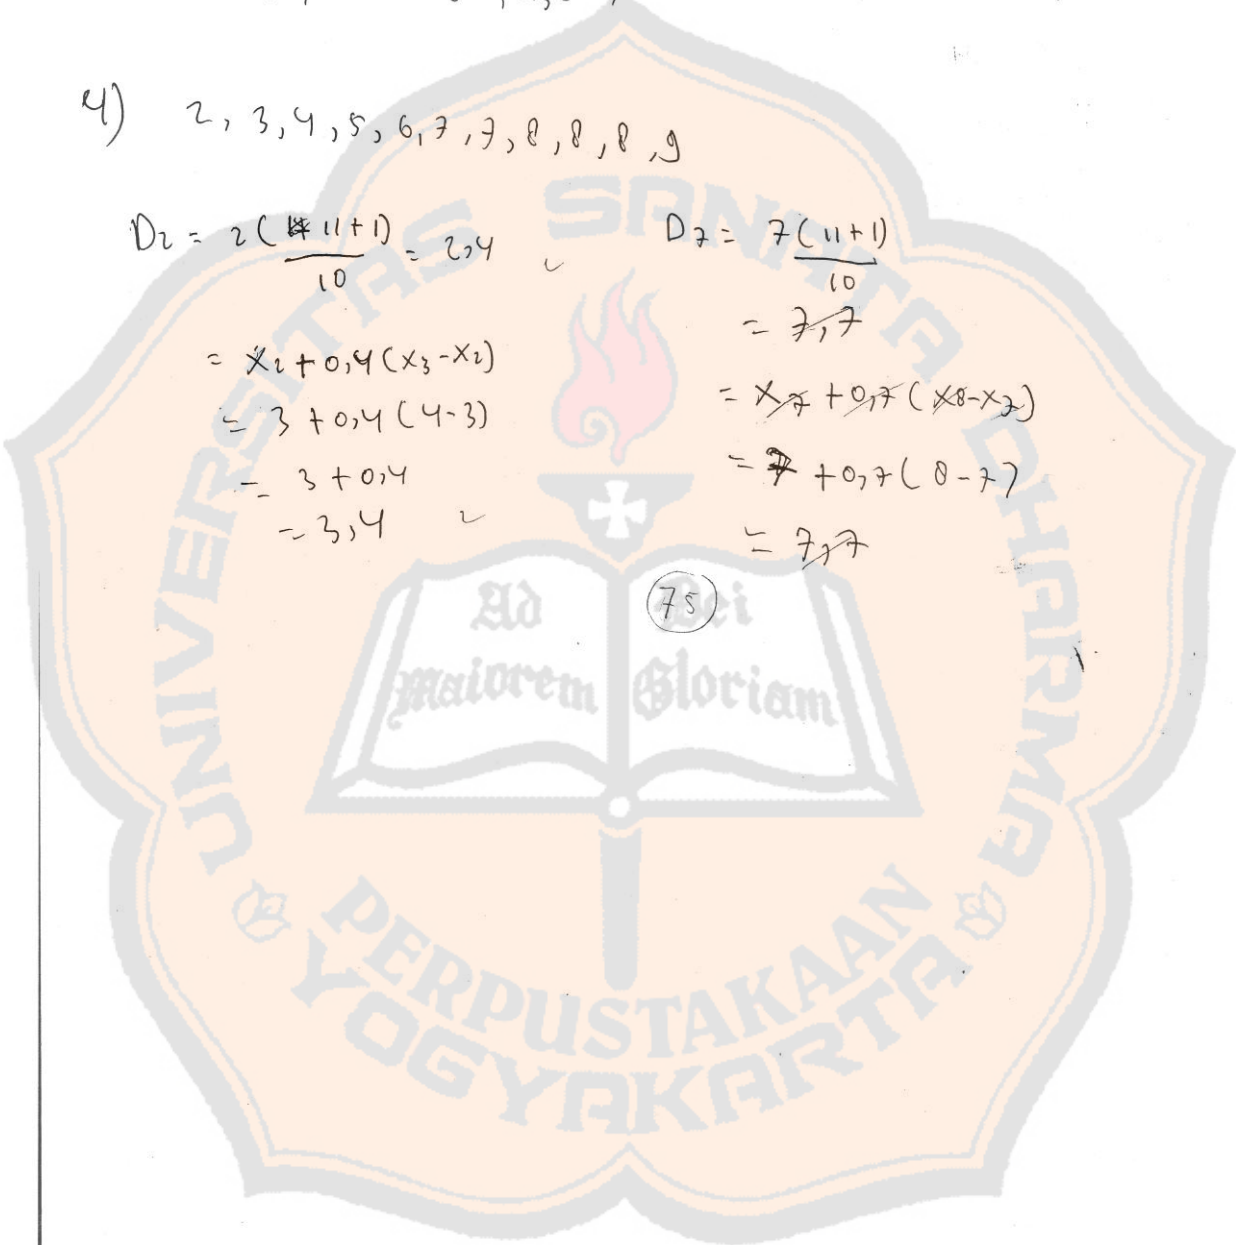 4) 2, 3, 4, 5, 6, 7, 7, 8, 8, 8, 9
D2 = 2(11+1)/10 = 2,4
= x2 + 0,4(x3-x2)
= 3 + 0,4(4-3)
= 3 + 0,4
= 3,4
D7 = 7(11+1)/10
= 7,7
= x7 + 0,7(x8-x7)
= 7 + 0,7(8-7)
= 7,7
75
UNIVERSITAS SANATA DHARMA
Ad Dei
maiorem Gloriam
PERPUSTAKAAN
YOGYAKARTA